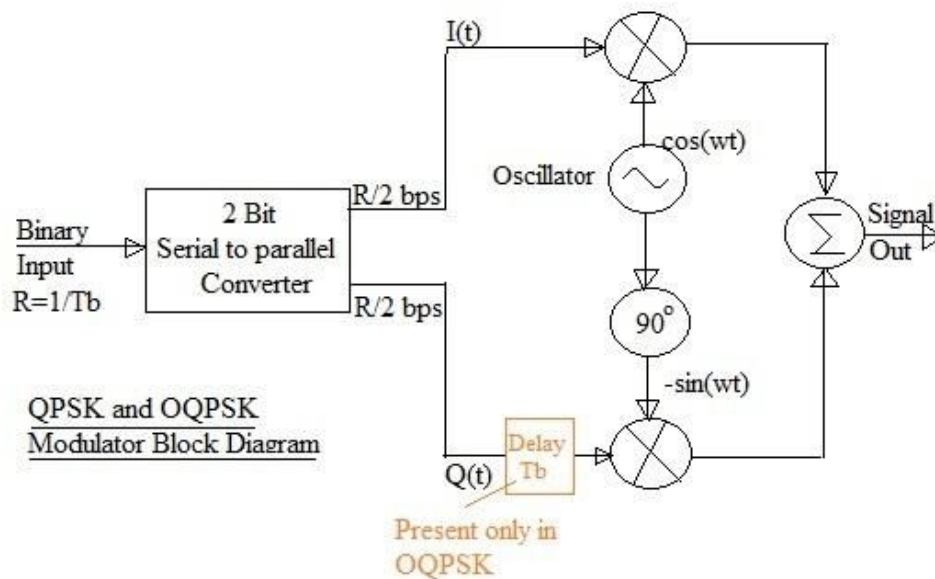 I(t)
cos(wt)
Oscillator
R/2 bps
2 Bit
Serial to parallel
Converter
Binary
Input
R=1/Tb
R/2 bps
Signal
Out
Σ
90°
-sin(wt)
QPSK and OQPSK
Modulator Block Diagram
Delay
Tb
Q(t)
Present only in
OQPSK